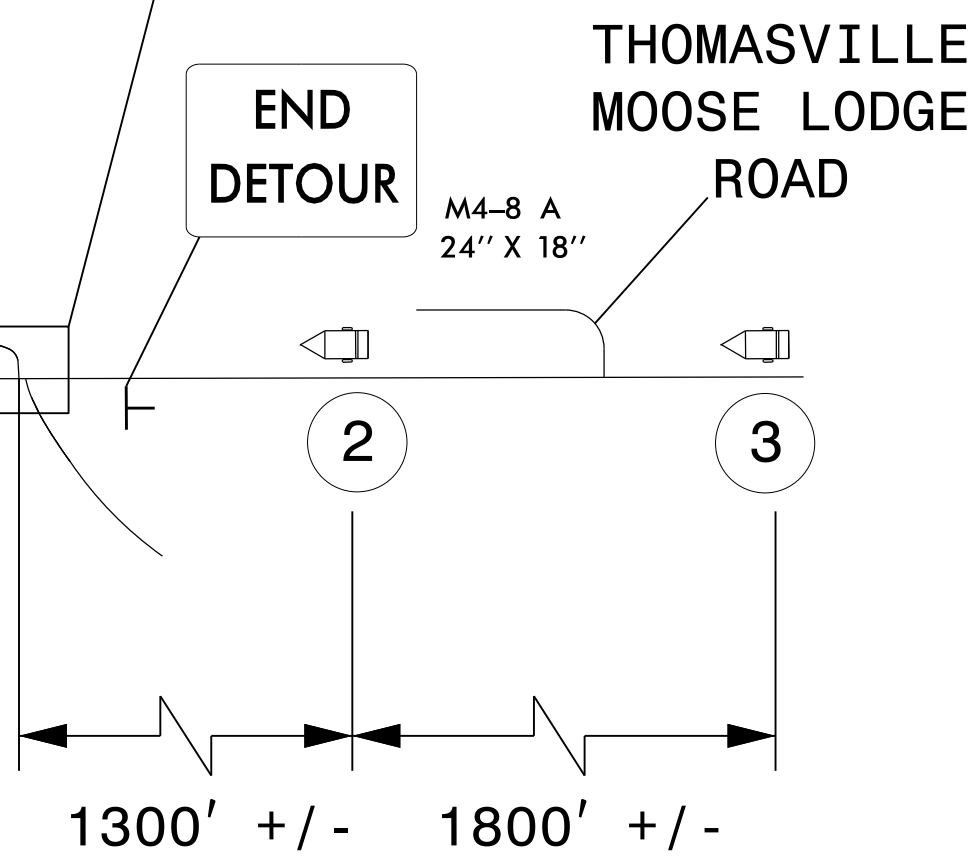 THOMASVILLE
MOOSE LODGE
ROAD
END
DETOUR
M4–8 A
24'' X 18''
2
3
1300' +/-
1800' +/-